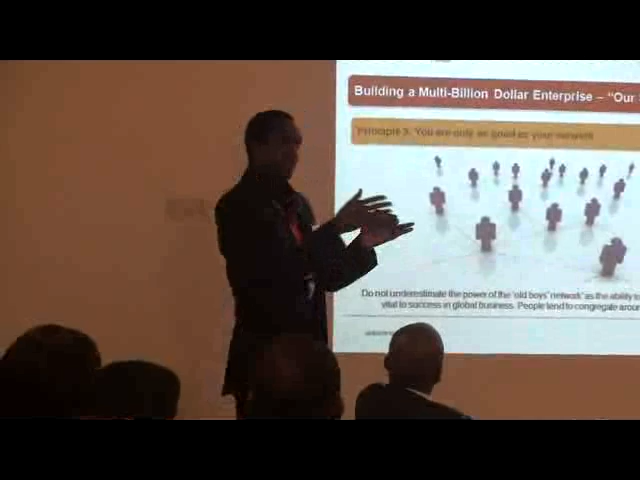 Building a Multi-Billion Dollar Enterprise – "Our
Principle 3. You are only as good as your network
Do not underestimate the power of the 'old boys' network' as the ability to
vital to success in global business. People tend to congregate around